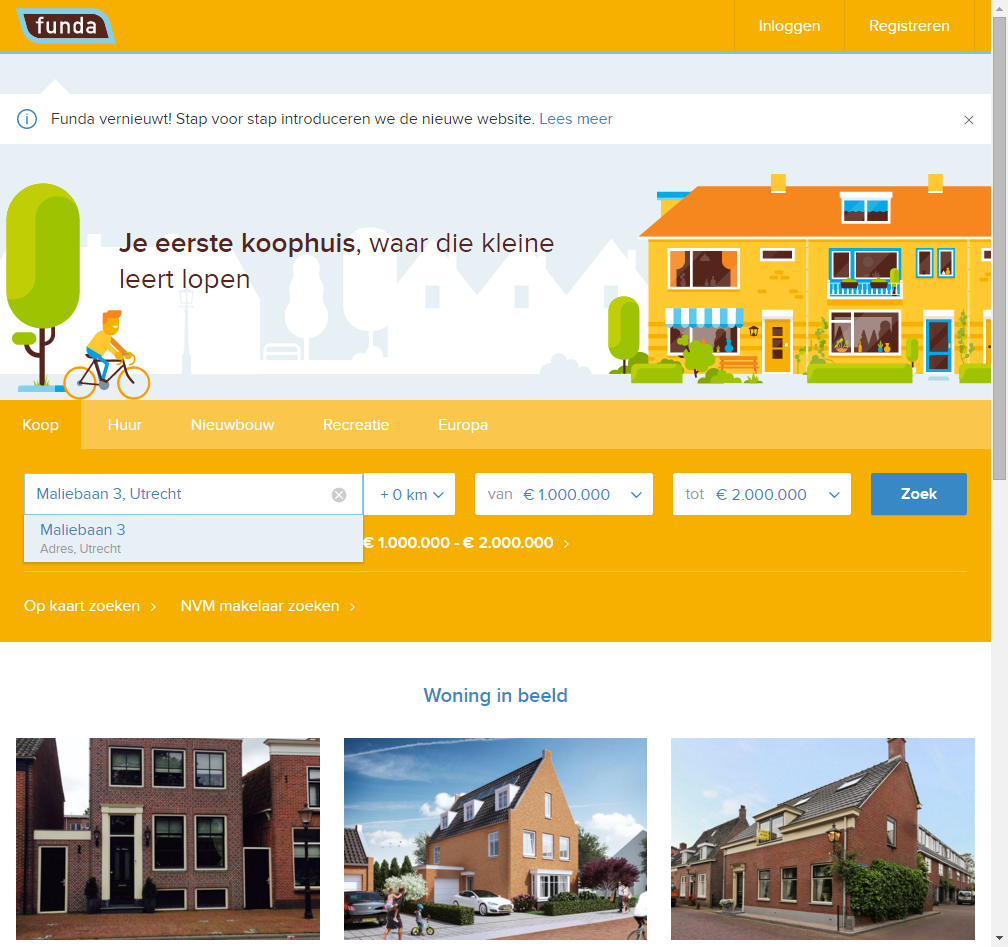 funda
Inloggen
Registreren
Funda vernieuwt! Stap voor stap introduceren we de nieuwe website. Lees meer
Je eerste koophuis, waar die kleine
leert lopen
Koop
Huur
Nieuwbouw
Recreatie
Europa
Maliebaan 3, Utrecht
+ 0 km
van € 1.000.000
tot € 2.000.000
Zoek
Maliebaan 3
Adres, Utrecht
€ 1.000.000 - € 2.000.000
Op kaart zoeken
NVM makelaar zoeken
Woning in beeld